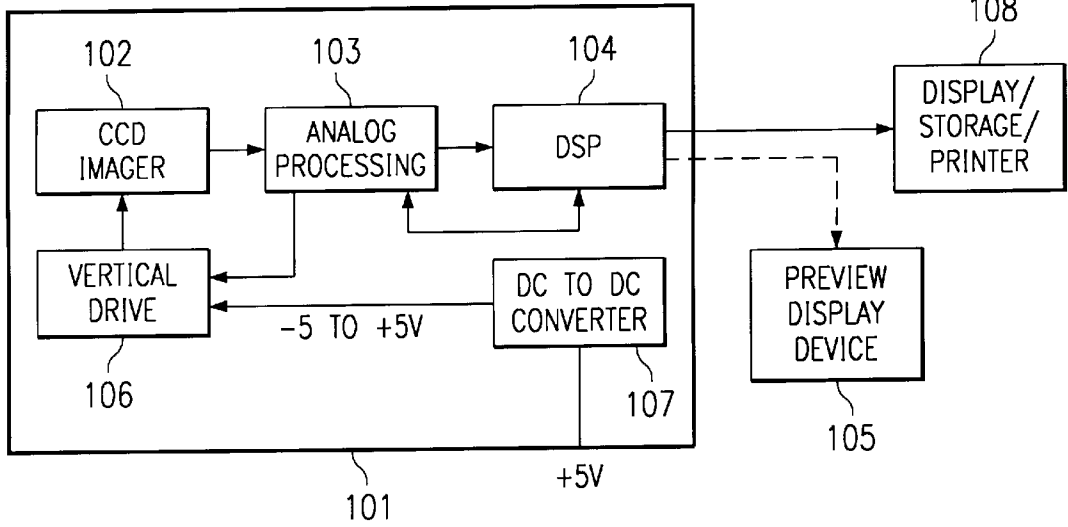 108
102
103
104
CCD
IMAGER
ANALOG
PROCESSING
DSP
DISPLAY/
STORAGE/
PRINTER
VERTICAL
DRIVE
-5 TO +5V
DC TO DC
CONVERTER
PREVIEW
DISPLAY
DEVICE
106
107
105
101
+5V